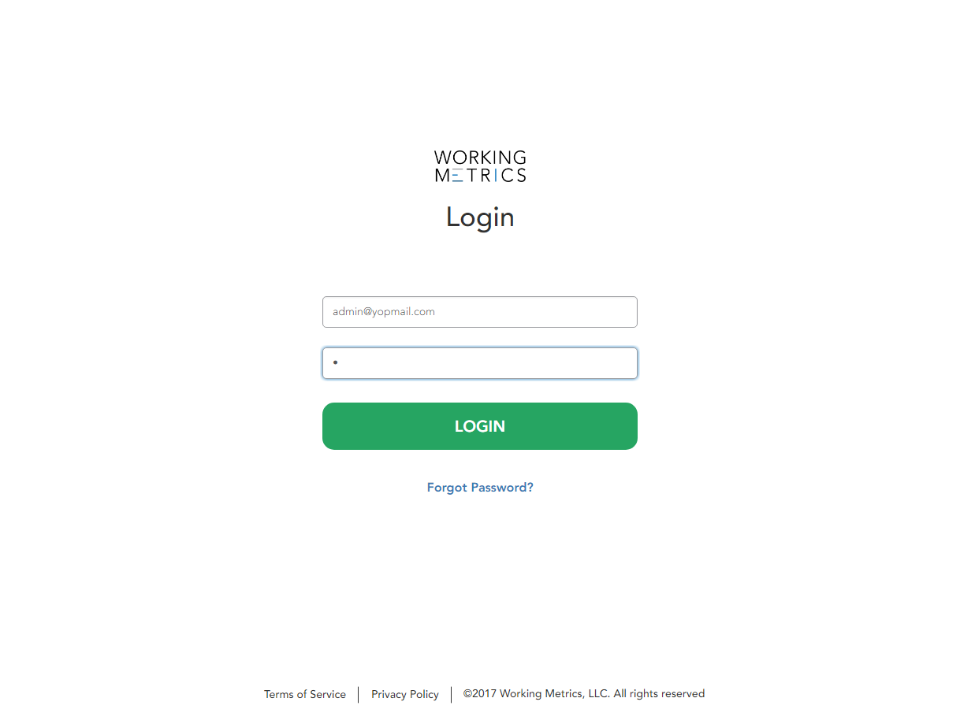 WORKING
METRICS
Login
admin@yopmail.com
•
LOGIN
Forgot Password?
Terms of Service | Privacy Policy | ©2017 Working Metrics, LLC. All rights reserved